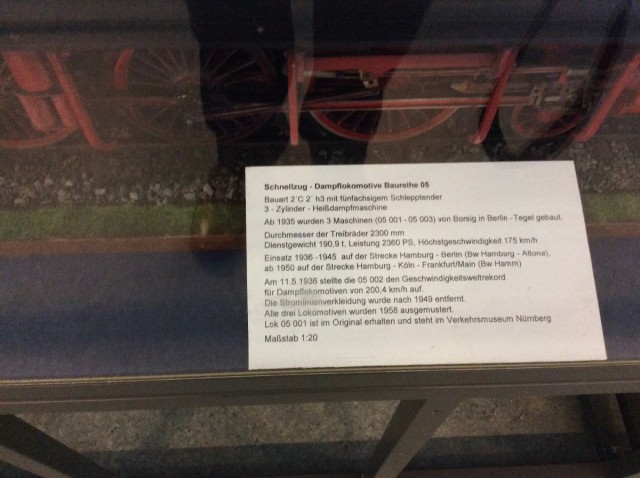 Schnellzug - Dampflokomotive Baureihe 05
Bauart 2´C 2´ h3 mit fünfachsigem Schlepptender
3 - Zylinder - Heißdampfmaschine
Ab 1935 wurden 3 Maschinen (05 001 - 05 003) von Borsig in Berlin - Tegel gebaut.
Durchmesser der Treibräder 2300 mm
Dienstgewicht 190,9 t, Leistung 2360 PS, Höchstgeschwindigkeit 175 km/h
Einsatz 1936 -1945 auf der Strecke Hamburg - Berlin (Bw Hamburg - Altona),
ab 1950 auf der Strecke Hamburg - Köln - Frankfurt/Main (Bw Hamm)
Am 11.5.1936 stellte die 05 002 den Geschwindigkeitsweltrekord
für Dampflokomotiven von 200,4 km/h auf.
Die Stromlinienverkleidung wurde nach 1949 entfernt.
Alle drei Lokomotiven wurden 1958 ausgemustert.
Lok 05 001 ist im Original erhalten und steht im Verkehrsmuseum Nürnberg
Maßstab 1:20